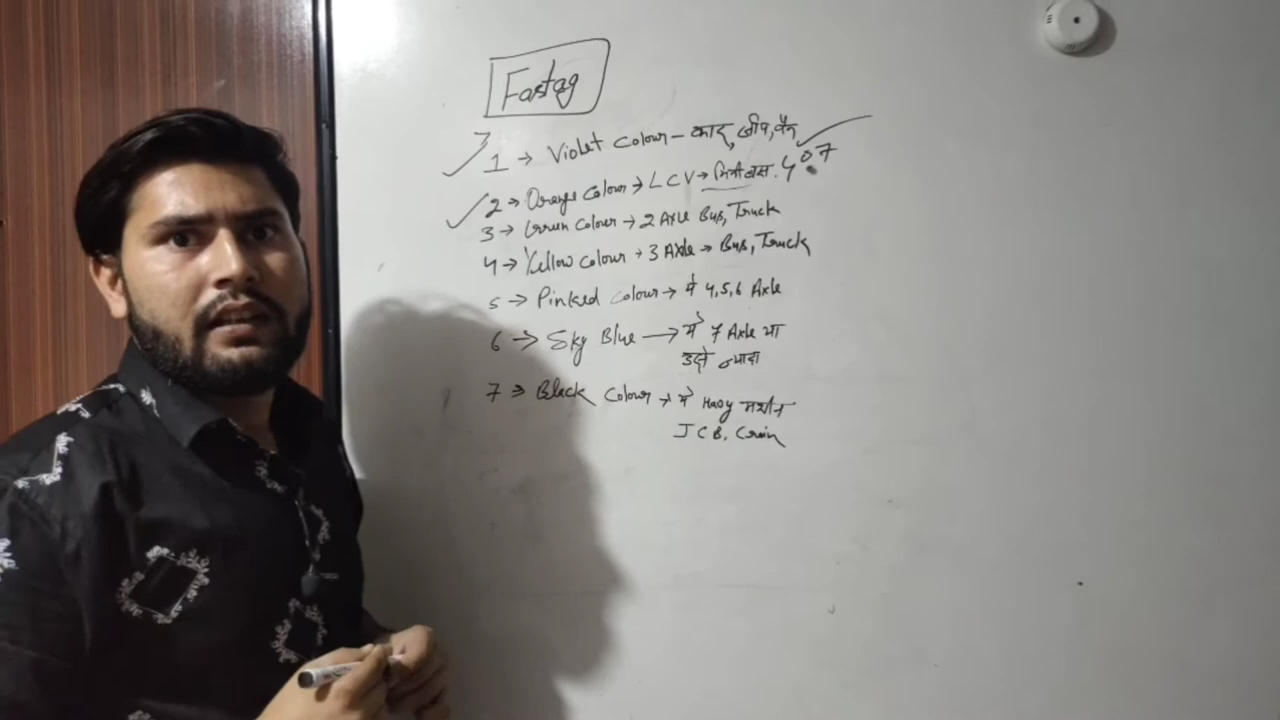 Fastag
1 → Violet Colour - कार, जीप, वैन
2 → Orange Colour → LCV → मिनी बस. 407
3 → Green Colour → 2 Axle Bus, Truck
4 → Yellow Colour → 3 Axle → Bus, Truck
5 → Pinked Colour → में 4,5,6 Axle
6 → Sky Blue → में 7 Axle या
उससे ज्यादा
7 → Black Colour → में Havy मशीन
JCB, Crain